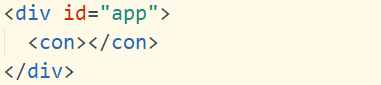 <div id="app">
  <con></con>
</div>